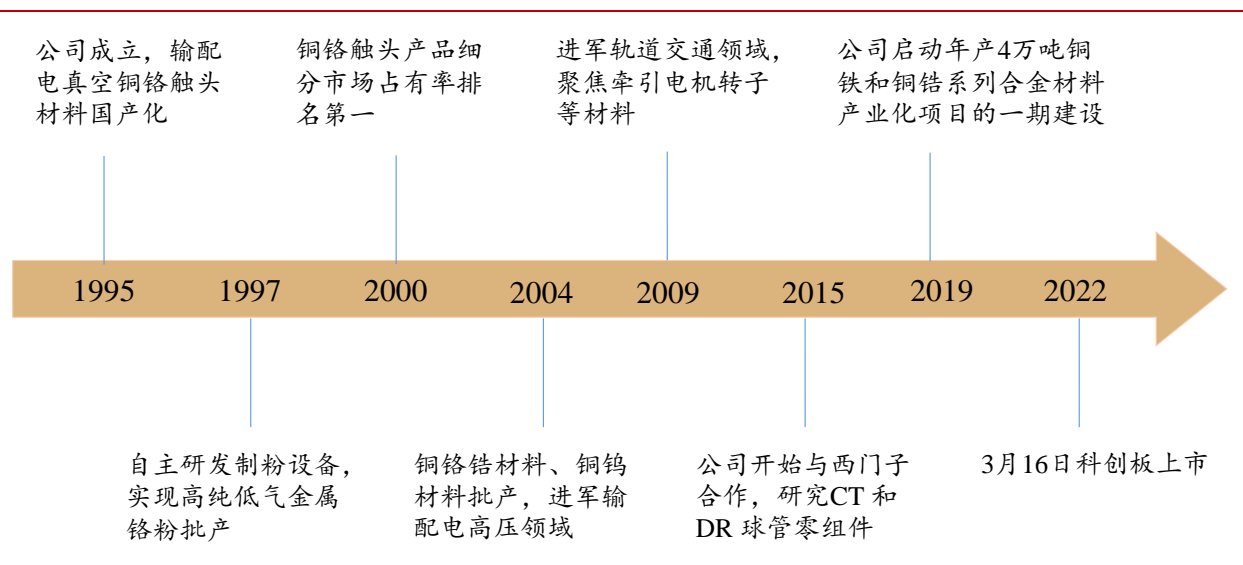 公司成立，输配
电真空铜铬触头
材料国产化
铜铬触头产品细
分市场占有率排
名第一
进军轨道交通领域，
聚焦牵引电机转子
等材料
公司启动年产4万吨铜
铁和铜锆系列合金材料
产业化项目的一期建设
1995
1997
2000
2004
2009
2015
2019
2022
自主研发制粉设备，
实现高纯低气金属
铬粉批产
铜铬锆材料、铜钨
材料批产，进军输
配电高压领域
公司开始与西门子
合作，研究CT 和
DR 球管零组件
3月16日科创板上市